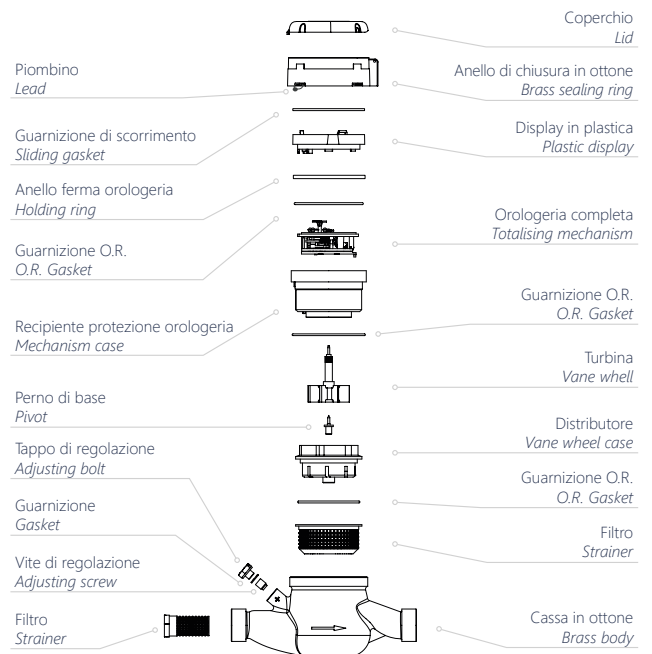 Coperchio
Lid
Piombino
Lead
Anello di chiusura in ottone
Brass sealing ring
Guarnizione di scorrimento
Sliding gasket
Display in plastica
Plastic display
Anello ferma orologeria
Holding ring
Orologeria completa
Totalising mechanism
Guarnizione O.R.
O.R. Gasket
Guarnizione O.R.
O.R. Gasket
Recipiente protezione orologeria
Mechanism case
Turbina
Vane whell
Perno di base
Pivot
Distributore
Vane wheel case
Tappo di regolazione
Adjusting bolt
Guarnizione O.R.
O.R. Gasket
Guarnizione
Gasket
Filtro
Strainer
Vite di regolazione
Adjusting screw
Filtro
Strainer
Cassa in ottone
Brass body